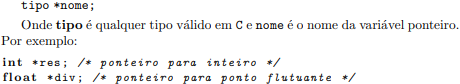 tipo *nome;
Onde tipo é qualquer tipo válido em C e nome é o nome da variável ponteiro.
Por exemplo:
int *res; /* ponteiro para inteiro */
float *div; /* ponteiro para ponto flutuante */